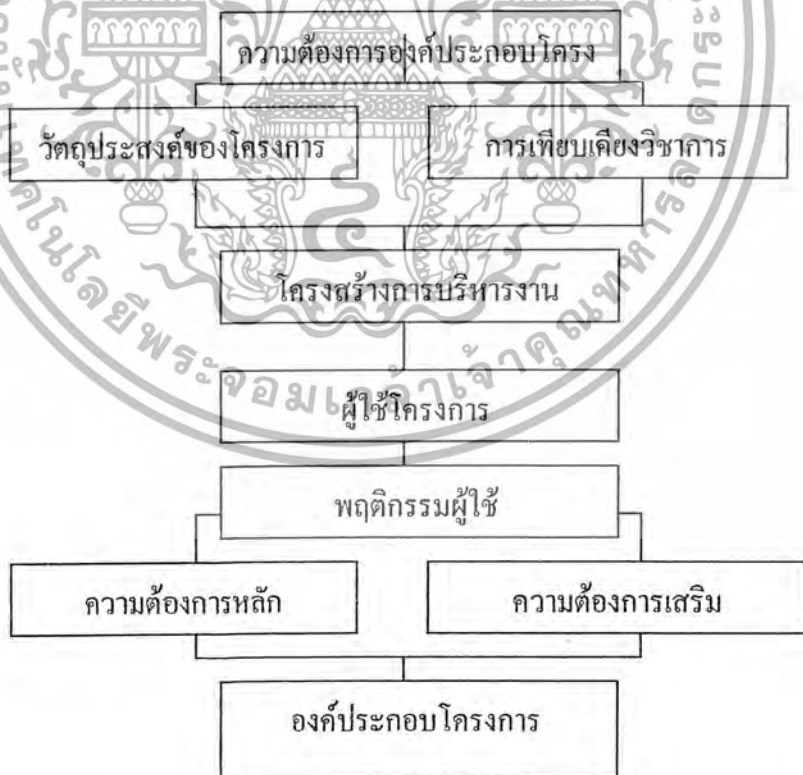 ความต้องการองค์ประกอบโครง
วัตถุประสงค์ของโครงการ
การเทียบเคียงวิชาการ
โครงสร้างการบริหารงาน
ผู้ใช้โครงการ
พฤติกรรมผู้ใช้
ความต้องการหลัก
ความต้องการเสริม
องค์ประกอบโครงการ